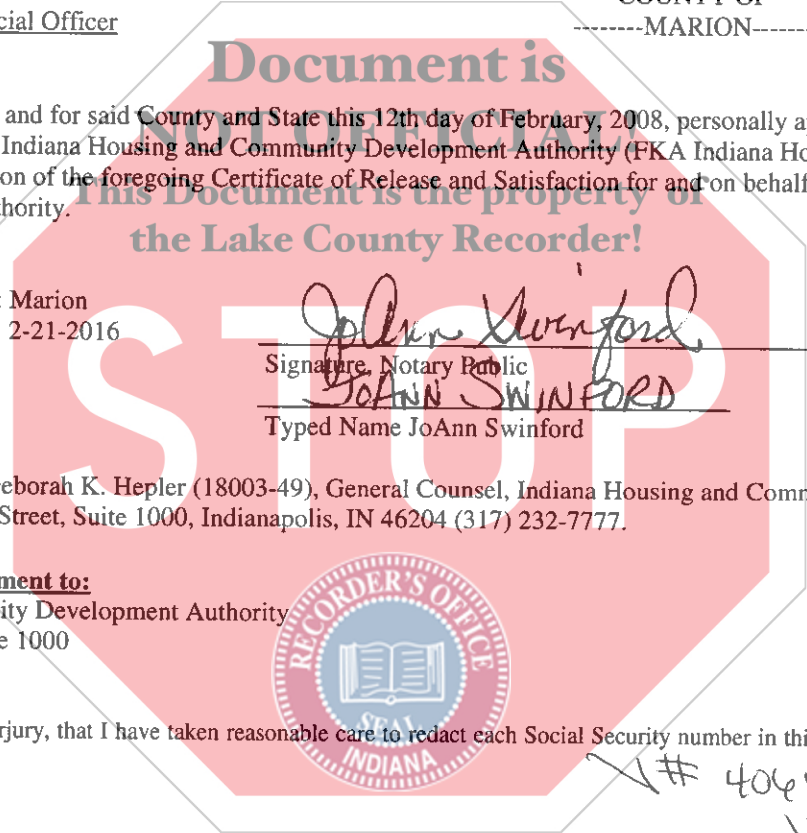 COUNTY OF
cial Officer
--------MARION-------
Document is
and for said County and State this 12th day of February, 2008, personally a
NOT OFFICIAL!
Indiana Housing and Community Development Authority (FKA Indiana Ho
on of the foregoing Certificate of Release and Satisfaction for and on behalf
This Document is the property of
thority.
the Lake County Recorder!
: Marion
2-21-2016
STOP
JoAnn Swinford
Signature, Notary Public
JOANN SWINFORD
Typed Name JoAnn Swinford
eborah K. Hepler (18003-49), General Counsel, Indiana Housing and Comm
Street, Suite 1000, Indianapolis, IN 46204 (317) 232-7777.
ment to:
ity Development Authority
e 1000
RECORDER'S OFFICE
SEAL
INDIANA
rjury, that I have taken reasonable care to redact each Social Security number in thi
# 406